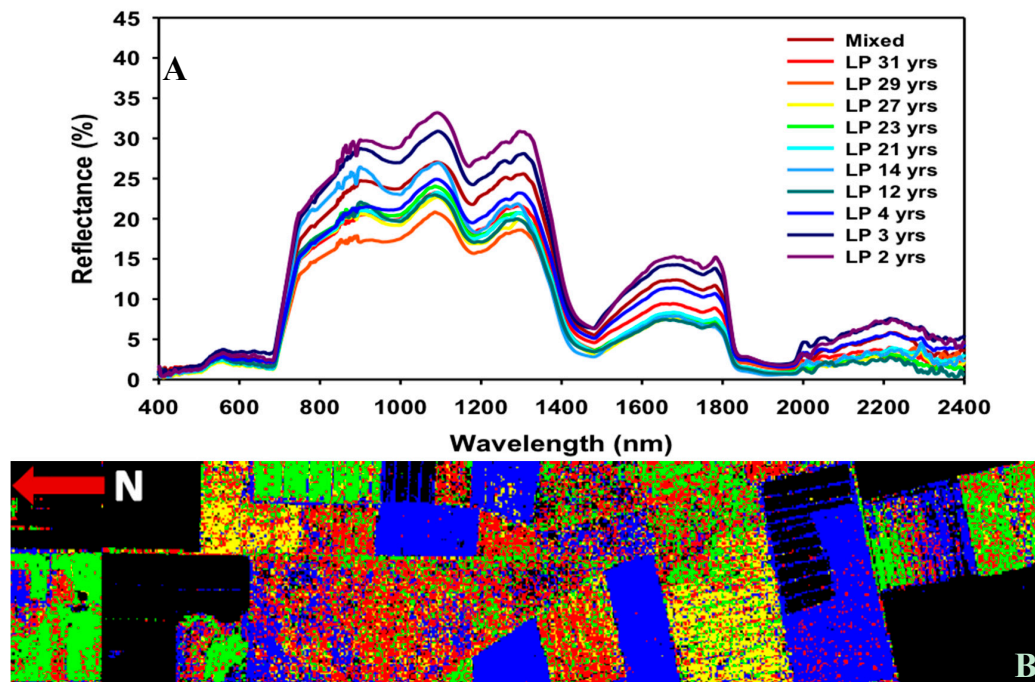 45
40
35
30
25
20
15
10
5
0
Reflectance (%)
A
Mixed
LP 31 yrs
LP 29 yrs
LP 27 yrs
LP 23 yrs
LP 21 yrs
LP 14 yrs
LP 12 yrs
LP 4 yrs
LP 3 yrs
LP 2 yrs
400 600 800 1000 1200 1400 1600 1800 2000 2200 2400
Wavelength (nm)
N
B